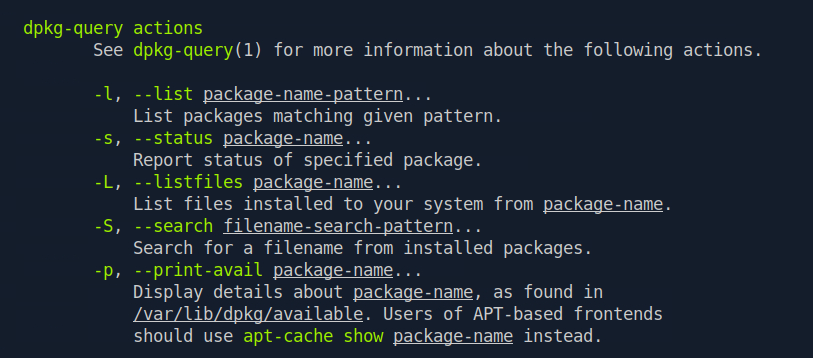 dpkg-query actions
See dpkg-query(1) for more information about the following actions.
-l, --list package-name-pattern...
List packages matching given pattern.
-s, --status package-name...
Report status of specified package.
-L, --listfiles package-name...
List files installed to your system from package-name.
-S, --search filename-search-pattern...
Search for a filename from installed packages.
-p, --print-avail package-name...
Display details about package-name, as found in
/var/lib/dpkg/available. Users of APT-based frontends
should use apt-cache show package-name instead.